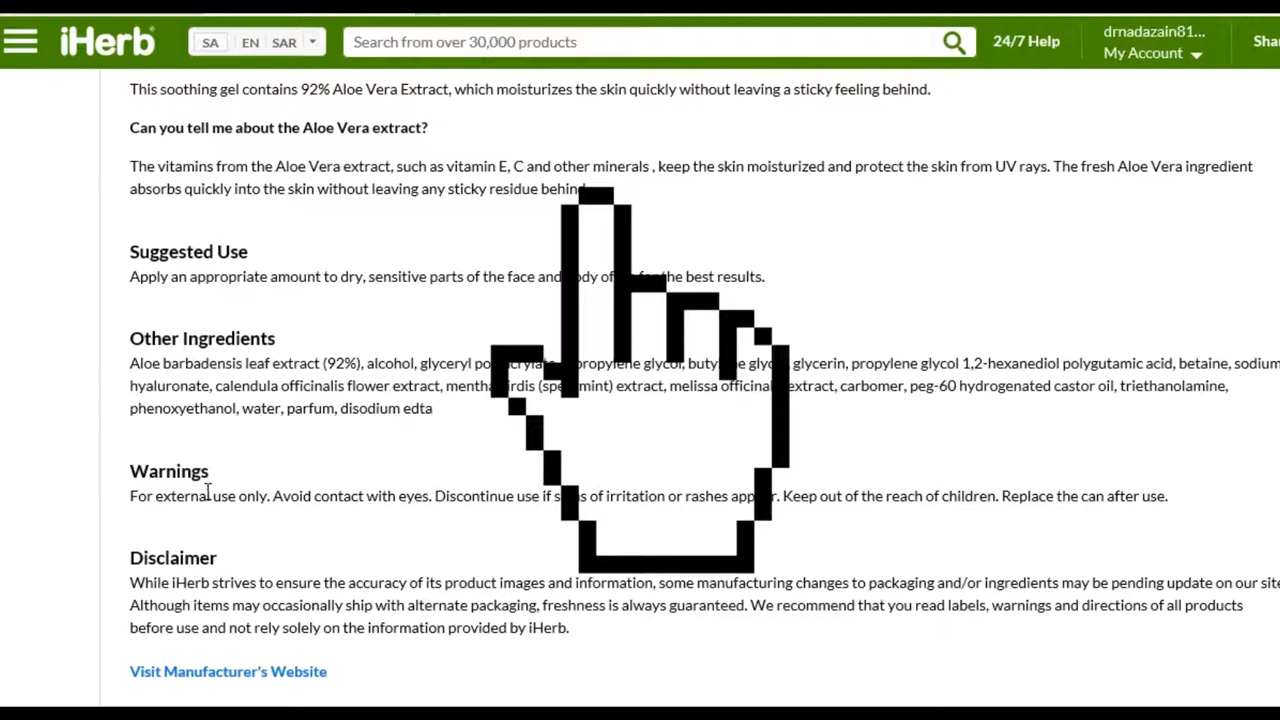 iHerb
SA EN SAR
Search from over 30,000 products
24/7 Help
drnadazain81...
My Account
Sha
This soothing gel contains 92% Aloe Vera Extract, which moisturizes the skin quickly without leaving a sticky feeling behind.
Can you tell me about the Aloe Vera extract?
The vitamins from the Aloe Vera extract, such as vitamin E, C and other minerals , keep the skin moisturized and protect the skin from UV rays. The fresh Aloe Vera ingredient
absorbs quickly into the skin without leaving any sticky residue behind
Suggested Use
Apply an appropriate amount to dry, sensitive parts of the face and body the best results.
Other Ingredients
Aloe barbadensis leaf extract (92%), alcohol, glyceryl propylene glycol, glycerin, propylene glycol 1,2-hexanediol polygutamic acid, betaine, sodium
hyaluronate, calendula officinalis flower extract, extract, melissa extract, carbomer, peg-60 hydrogenated castor oil, triethanolamine,
phenoxyethanol, water, parfum, disodium edta
Warnings
For external use only. Avoid contact with eyes. Discontinue use if signs of irritation or rashes appear. Keep out of the reach of children. Replace the can after use.
Disclaimer
While iHerb strives to ensure the accuracy of its product images and information, some manufacturing changes to packaging and/or ingredients may be pending update on our site
Although items may occasionally ship with alternate packaging, freshness is always guaranteed. We recommend that you read labels, warnings and directions of all products
before use and not rely solely on the information provided by iHerb.
Visit Manufacturer's Website